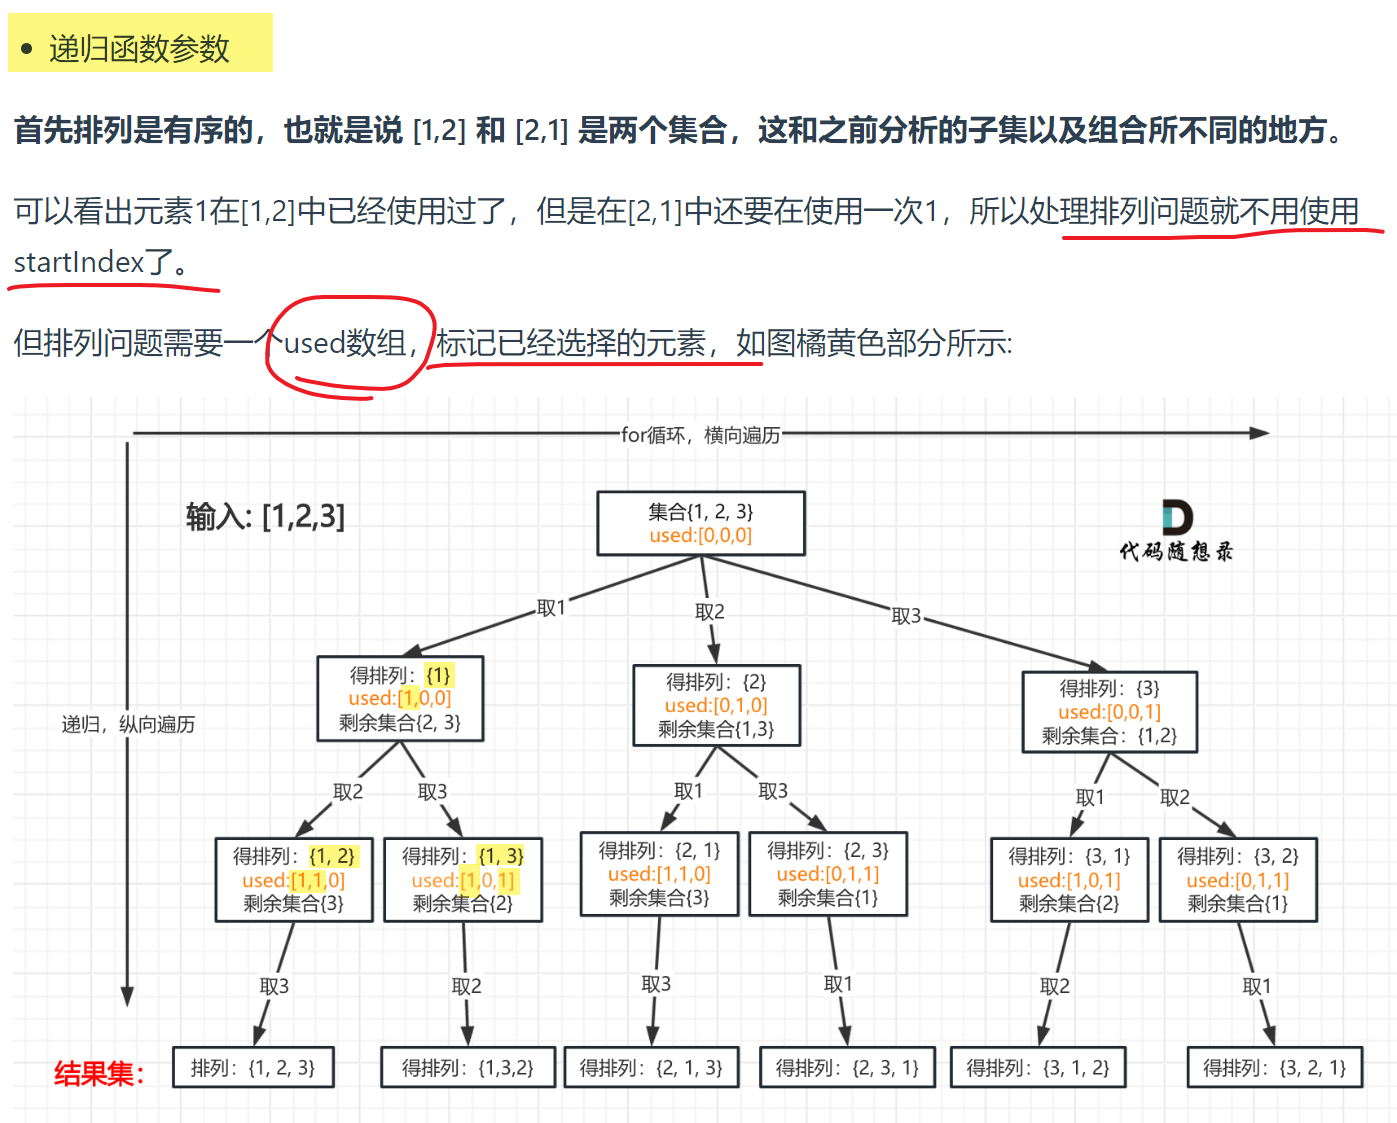 递归函数参数
首先排列是有序的，也就是说 [1,2] 和 [2,1] 是两个集合，这和之前分析的子集以及组合所不同的地方。
可以看出元素1在[1,2]中已经使用过了，但是在[2,1]中还要在使用一次1，所以处理排列问题就不用使用
startIndex了。
但排列问题需要一个used数组，标记已经选择的元素，如图橘黄色部分所示:
for循环，横向遍历
输入: [1,2,3]
集合{1, 2, 3}
used:[0,0,0]
代码随想录
取1 取2 取3
得排列：{1} 得排列：{2} 得排列：{3}
used:[1,0,0] used:[0,1,0] used:[0,0,1]
剩余集合{2, 3} 剩余集合{1,3} 剩余集合：{1,2}
递归，纵向遍历
取2 取3 取1 取3 取1 取2
得排列：{1, 2} 得排列：{1, 3} 得排列：{2, 1} 得排列：{2, 3} 得排列：{3, 1} 得排列：{3, 2}
used:[1,1,0] used:[1,0,1] used:[1,1,0] used:[0,1,1] used:[1,0,1] used:[0,1,1]
剩余集合{3} 剩余集合{2} 剩余集合{3} 剩余集合{1} 剩余集合{2} 剩余集合{1}
取3 取2 取3 取1 取2 取1
结果集： 排列：{1, 2, 3} 得排列：{1,3,2} 得排列：{2, 1, 3} 得排列：{2, 3, 1} 得排列：{3, 1, 2} 得排列：{3, 2, 1}